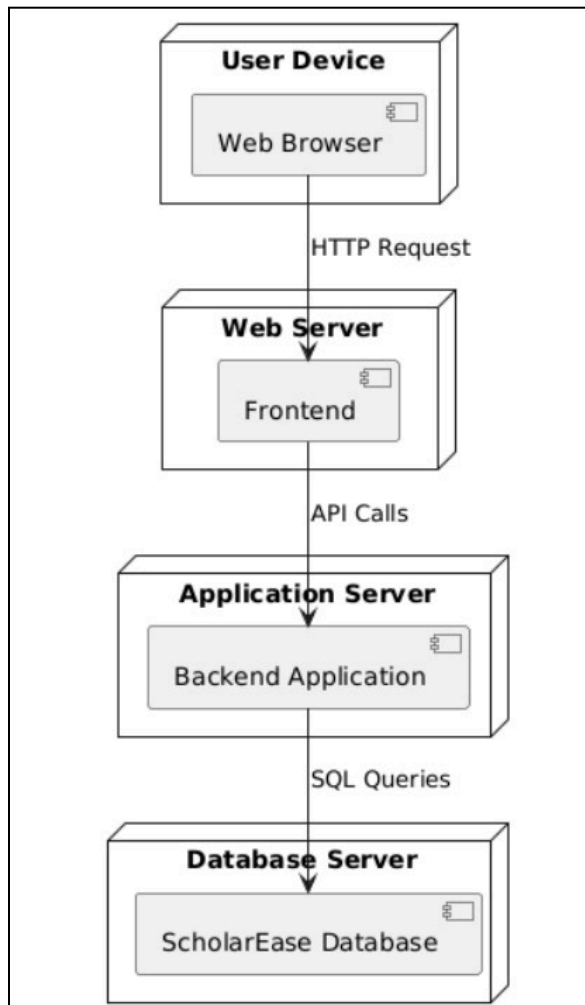 User Device
Web Browser
HTTP Request
Web Server
Frontend
API Calls
Application Server
Backend Application
SQL Queries
Database Server
ScholarEase Database